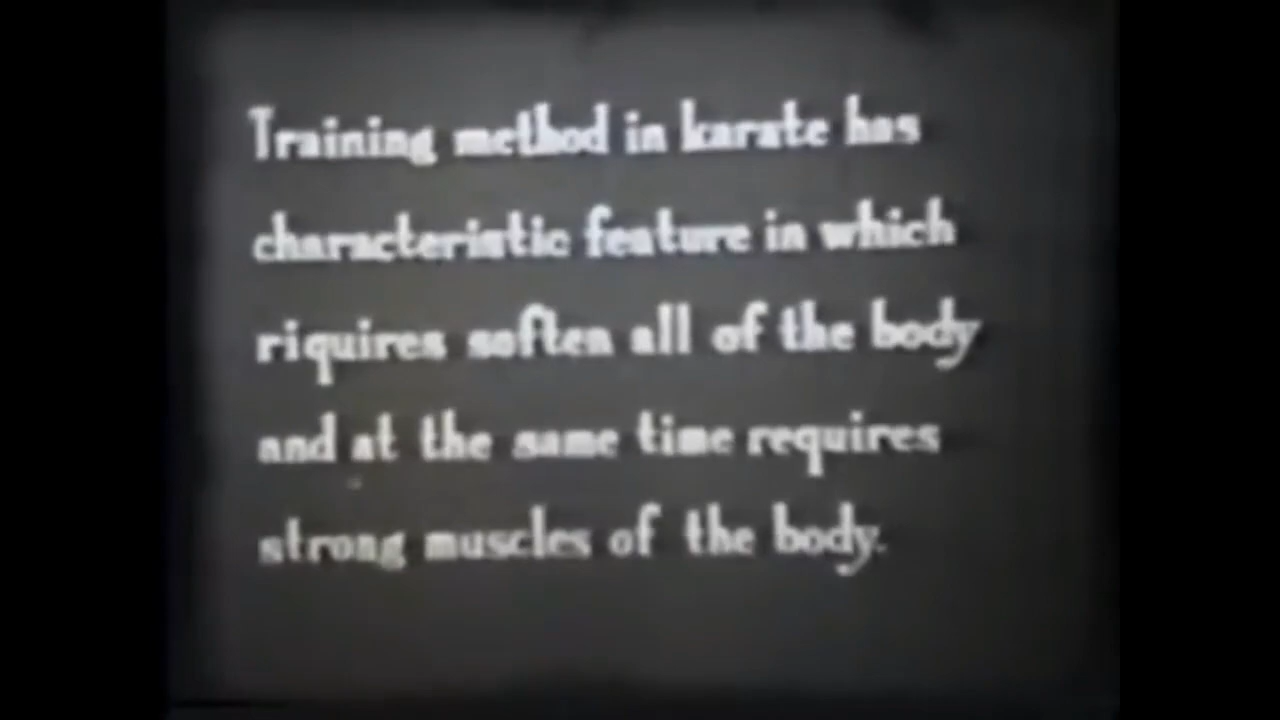 Training method in karate has
characteristic feature in which
riquires soften all of the body
and at the same time requires
strong muscles of the body.